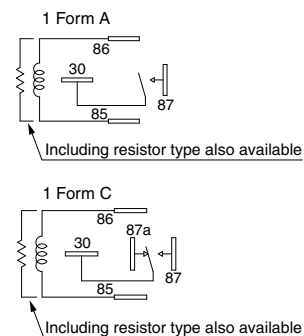 1 Form A
86
30
85
87
Including resistor type also available
1 Form C
86
87a
30
85
87
Including resistor type also available